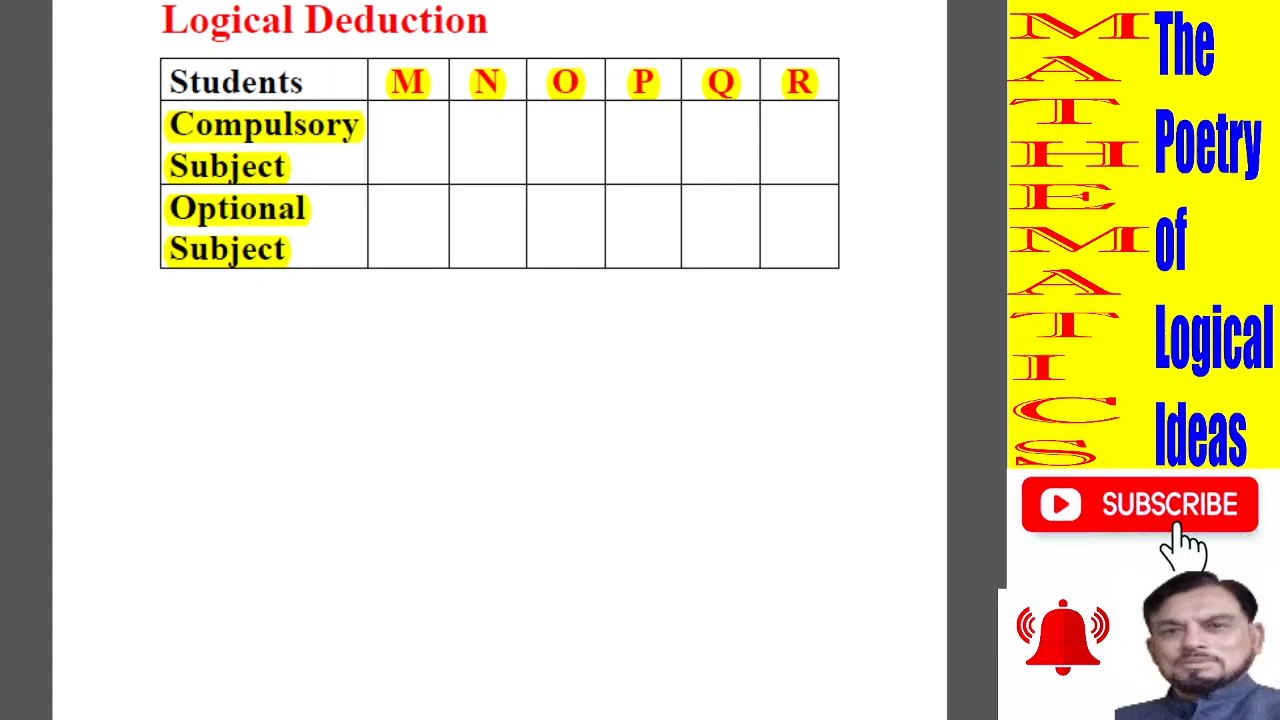 Logical Deduction
Students M N O P Q R
Compulsory
Subject
Optional
Subject
MATHEMATICS
The
Poetry
of
Logical
Ideas
SUBSCRIBE